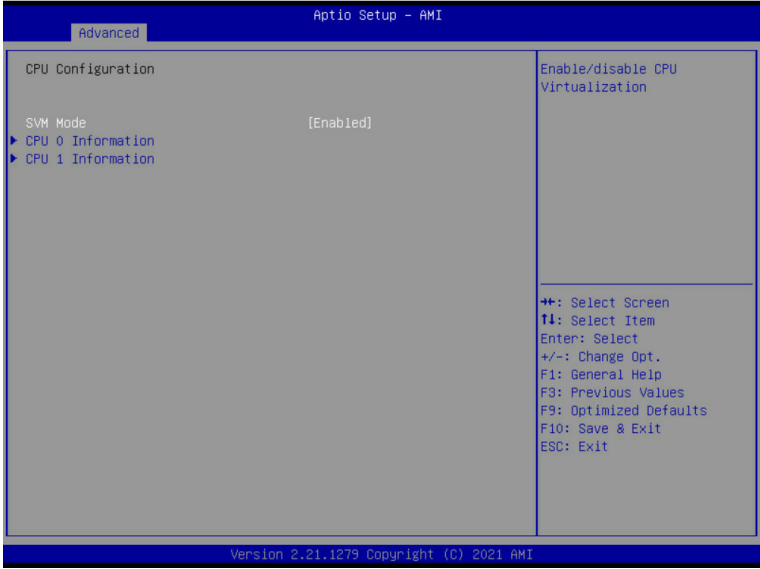 Aptio Setup – AMI
Advanced
CPU Configuration
SVM Mode [Enabled]
CPU 0 Information
CPU 1 Information
Enable/disable CPU
Virtualization
→←: Select Screen
↑↓: Select Item
Enter: Select
+/-: Change Opt.
F1: General Help
F3: Previous Values
F9: Optimized Defaults
F10: Save & Exit
ESC: Exit
Version 2.21.1279 Copyright (C) 2021 AMI